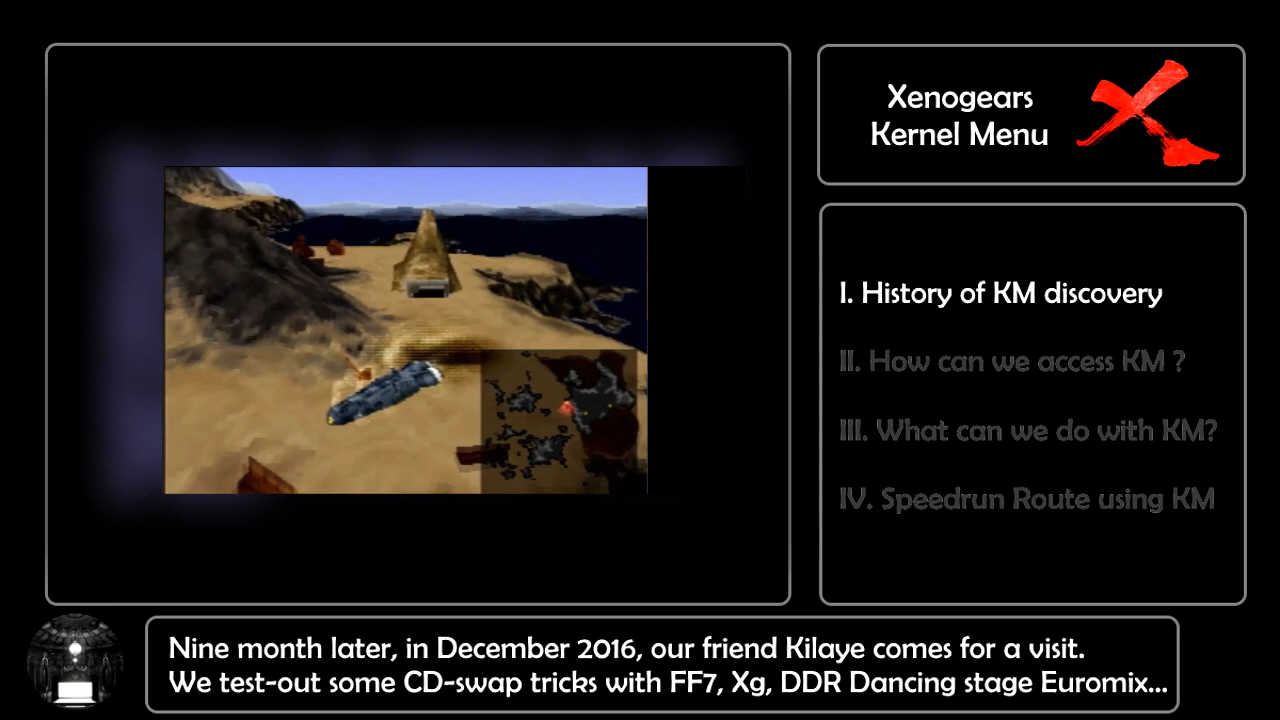 Xenogears
Kernel Menu
I. History of KM discovery
II. How can we access KM ?
III. What can we do with KM?
IV. Speedrun Route using KM
Nine month later, in December 2016, our friend Kilaye comes for a visit.
We test-out some CD-swap tricks with FF7, Xg, DDR Dancing stage Euromix...